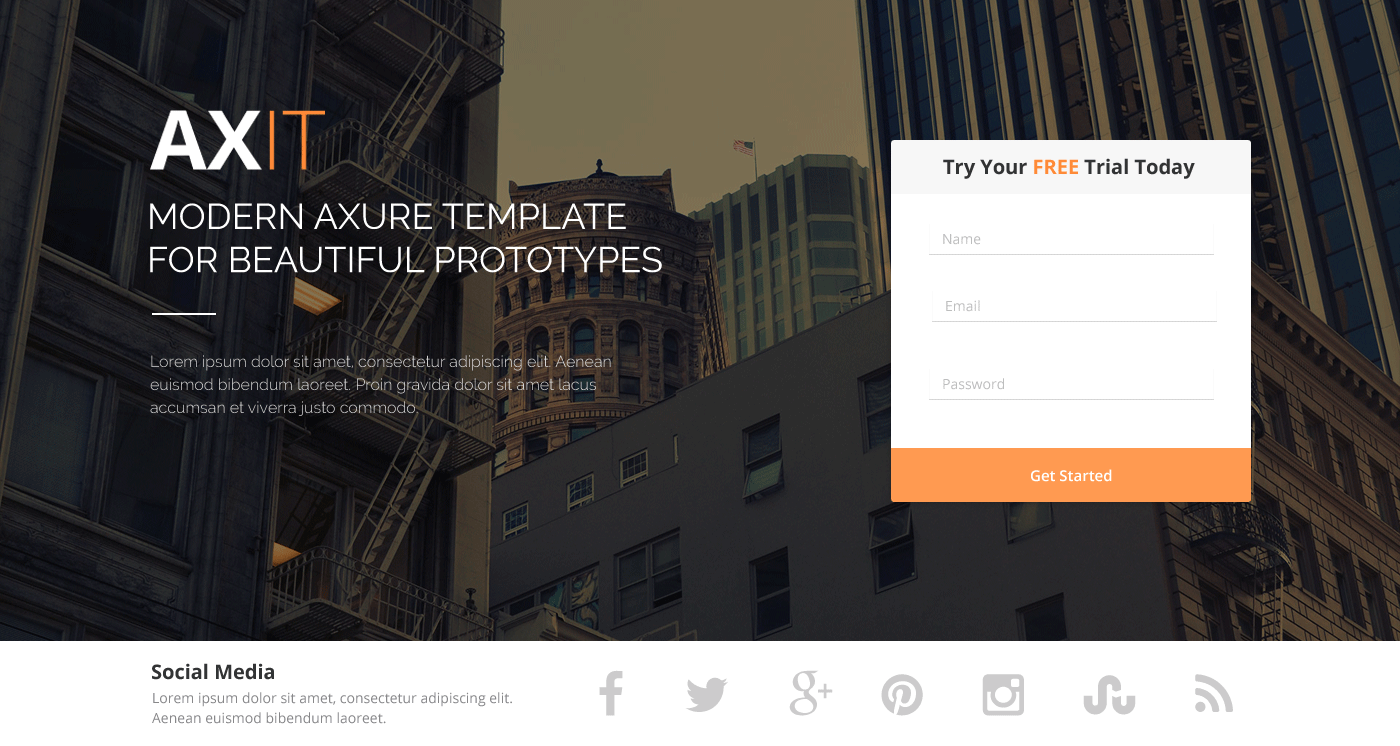 AXIT
MODERN AXURE TEMPLATE
FOR BEAUTIFUL PROTOTYPES
Lorem ipsum dolor sit amet, consectetur adipiscing elit. Aenean
euismod bibendum laoreet. Proin gravida dolor sit amet lacus
accumsan et viverra justo commodo.
Try Your FREE Trial Today
Name
Email
Password
Get Started
Social Media
Lorem ipsum dolor sit amet, consectetur adipiscing elit.
Aenean euismod bibendum laoreet.